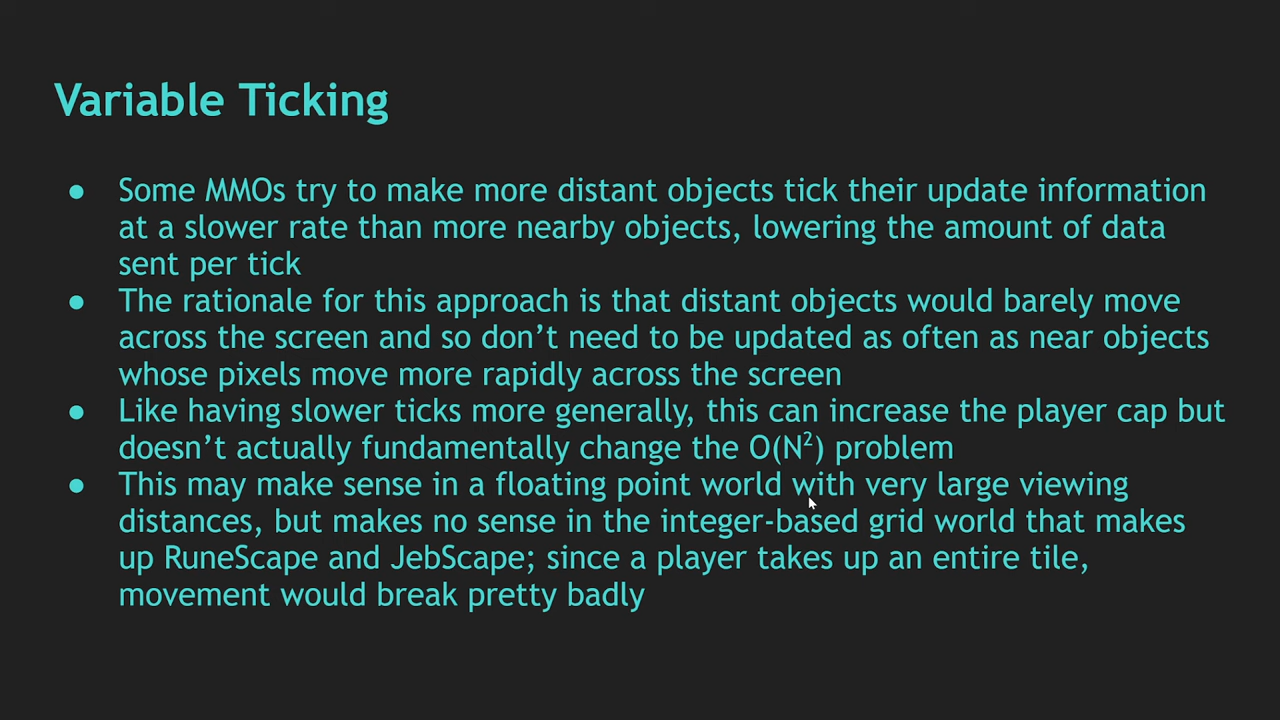 Variable Ticking
● Some MMOs try to make more distant objects tick their update information
at a slower rate than more nearby objects, lowering the amount of data
sent per tick
● The rationale for this approach is that distant objects would barely move
across the screen and so don’t need to be updated as often as near objects
whose pixels move more rapidly across the screen
● Like having slower ticks more generally, this can increase the player cap but
doesn’t actually fundamentally change the O(N²) problem
● This may make sense in a floating point world with very large viewing
distances, but makes no sense in the integer-based grid world that makes
up RuneScape and JebScape; since a player takes up an entire tile,
movement would break pretty badly